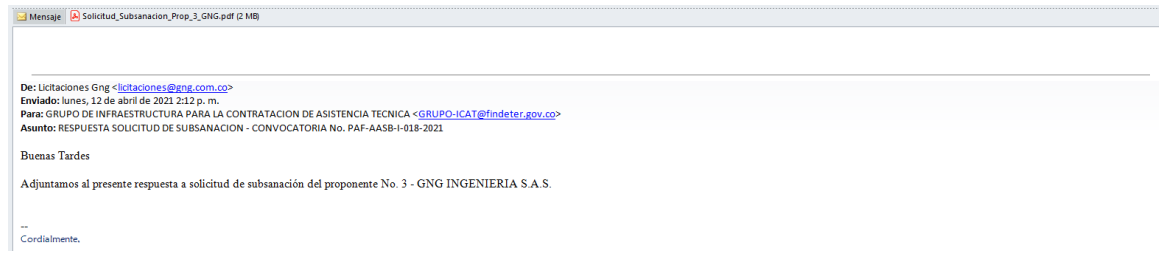 Mensaje Solicitud_Subsanacion_Prop_3_GNG.pdf (2 MB)
De: Licitaciones Gng <licitaciones@gng.com.co>
Enviado: lunes, 12 de abril de 2021 2:12 p. m.
Para: GRUPO DE INFRAESTRUCTURA PARA LA CONTRATACION DE ASISTENCIA TECNICA <GRUPO-ICAT@findeter.gov.co>
Asunto: RESPUESTA SOLICITUD DE SUBSANACION - CONVOCATORIA No. PAF-AASB-I-018-2021
Buenas Tardes
Adjuntamos al presente respuesta a solicitud de subsanación del proponente No. 3 - GNG INGENIERIA S.A.S.
--
Cordialmente.